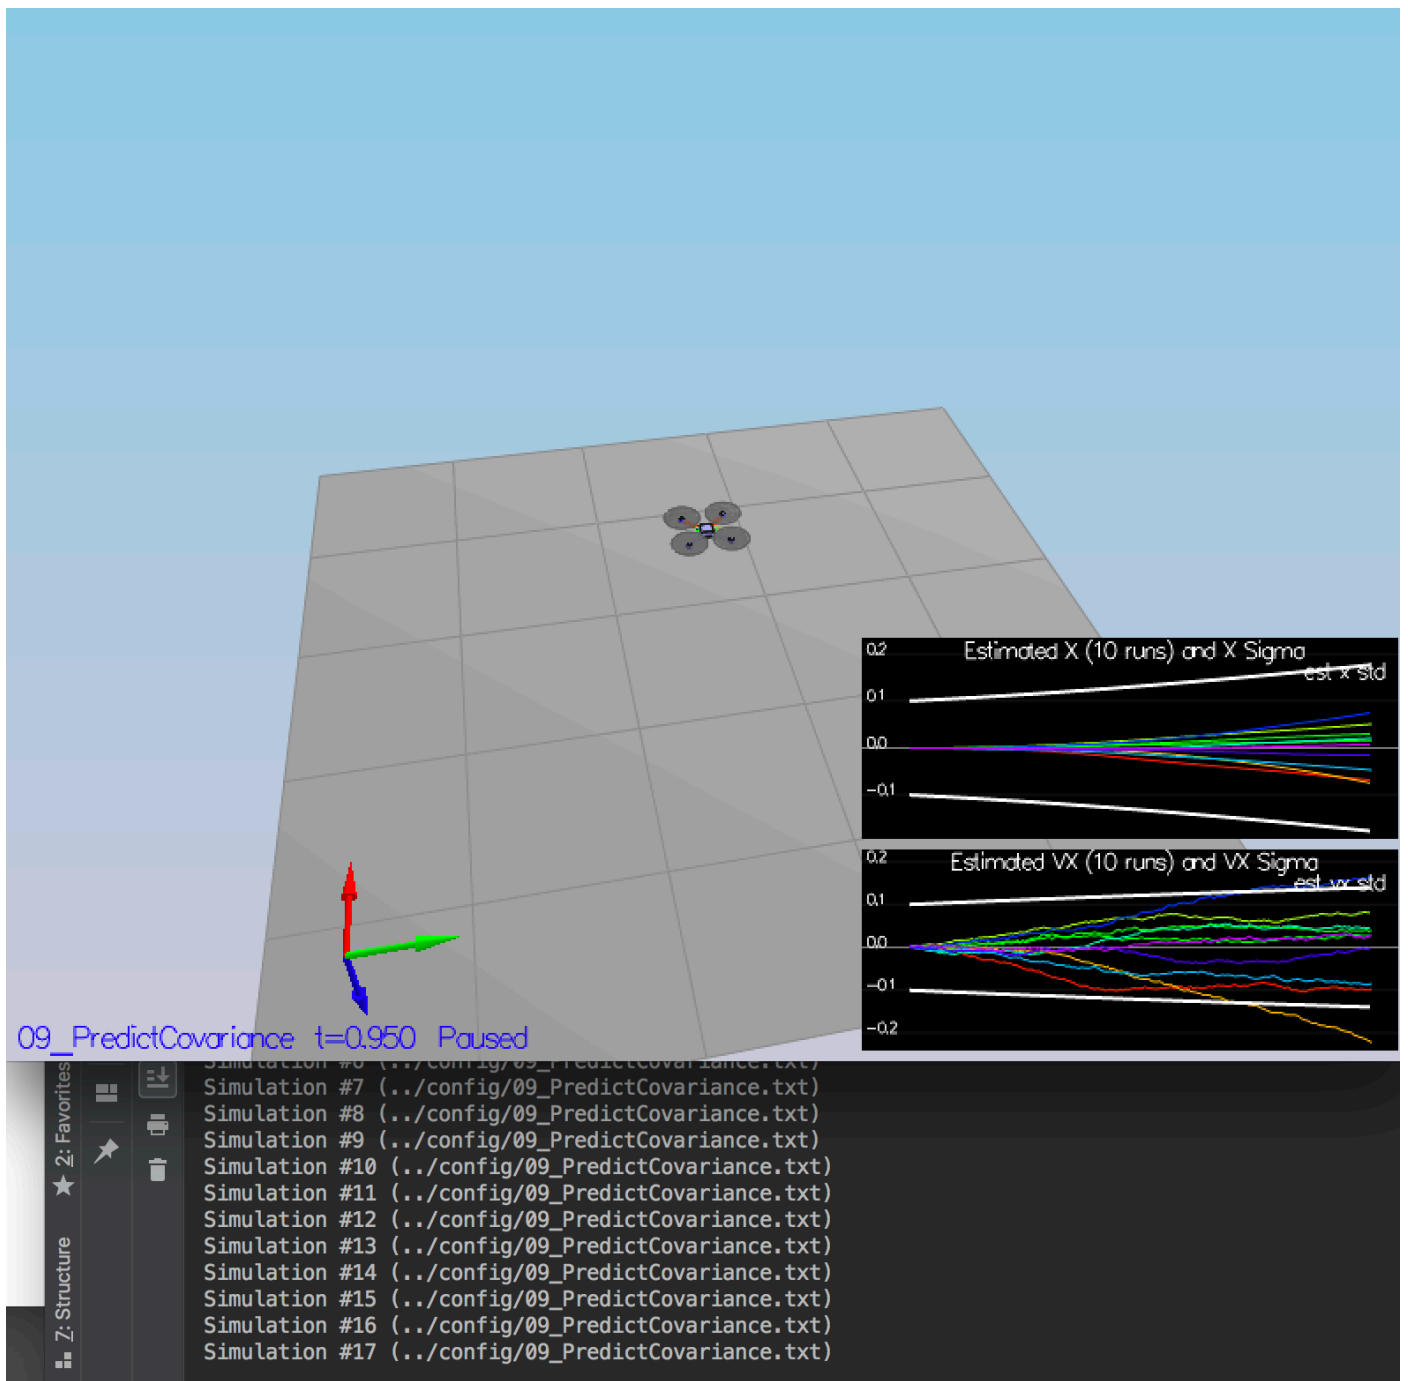 0.2
Estimated X (10 runs) and X Sigma
est x std
0.1
0.0
-0.1
0.2
Estimated VX (10 runs) and VX Sigma
est vx std
0.1
0.0
-0.1
-0.2
09_PredictCovariance t=0.950 Paused
Simulation #6 (../config/09_PredictCovariance.txt)
Simulation #7 (../config/09_PredictCovariance.txt)
Simulation #8 (../config/09_PredictCovariance.txt)
Simulation #9 (../config/09_PredictCovariance.txt)
Simulation #10 (../config/09_PredictCovariance.txt)
Simulation #11 (../config/09_PredictCovariance.txt)
Simulation #12 (../config/09_PredictCovariance.txt)
Simulation #13 (../config/09_PredictCovariance.txt)
Simulation #14 (../config/09_PredictCovariance.txt)
Simulation #15 (../config/09_PredictCovariance.txt)
Simulation #16 (../config/09_PredictCovariance.txt)
Simulation #17 (../config/09_PredictCovariance.txt)
2: Favorites
7: Structure